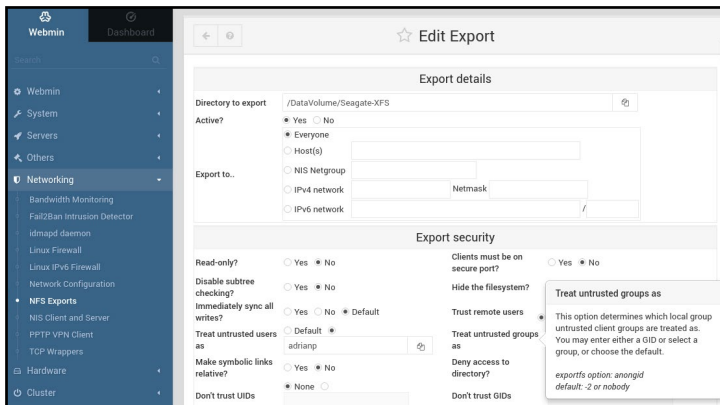 Webmin
Dashboard
Search
Webmin
System
Servers
Others
Networking
Bandwidth Monitoring
Fail2Ban Intrusion Detector
idmapd daemon
Linux Firewall
Linux IPv6 Firewall
Network Configuration
NFS Exports
NIS Client and Server
PPTP VPN Client
TCP Wrappers
Hardware
Cluster
Edit Export
Export details
Directory to export /DataVolume/Seagate-XFS
Active? Yes No
Export to..
Everyone
Host(s)
NIS Netgroup
IPv4 network Netmask
IPv6 network /
Export security
Read-only? Yes No
Clients must be on secure port? Yes No
Disable subtree checking? Yes No
Hide the filesystem?
Immediately sync all writes? Yes No Default
Trust remote users
Treat untrusted users as Default adrianp
Treat untrusted groups as
Make symbolic links relative? Yes No
Deny access to directory?
Don't trust UIDs None
Don't trust GIDs
Treat untrusted groups as
This option determines which local group
untrusted client groups are treated as.
You may enter either a GID or select a
group, or choose the default.
exportfs option: anongid
default: -2 or nobody